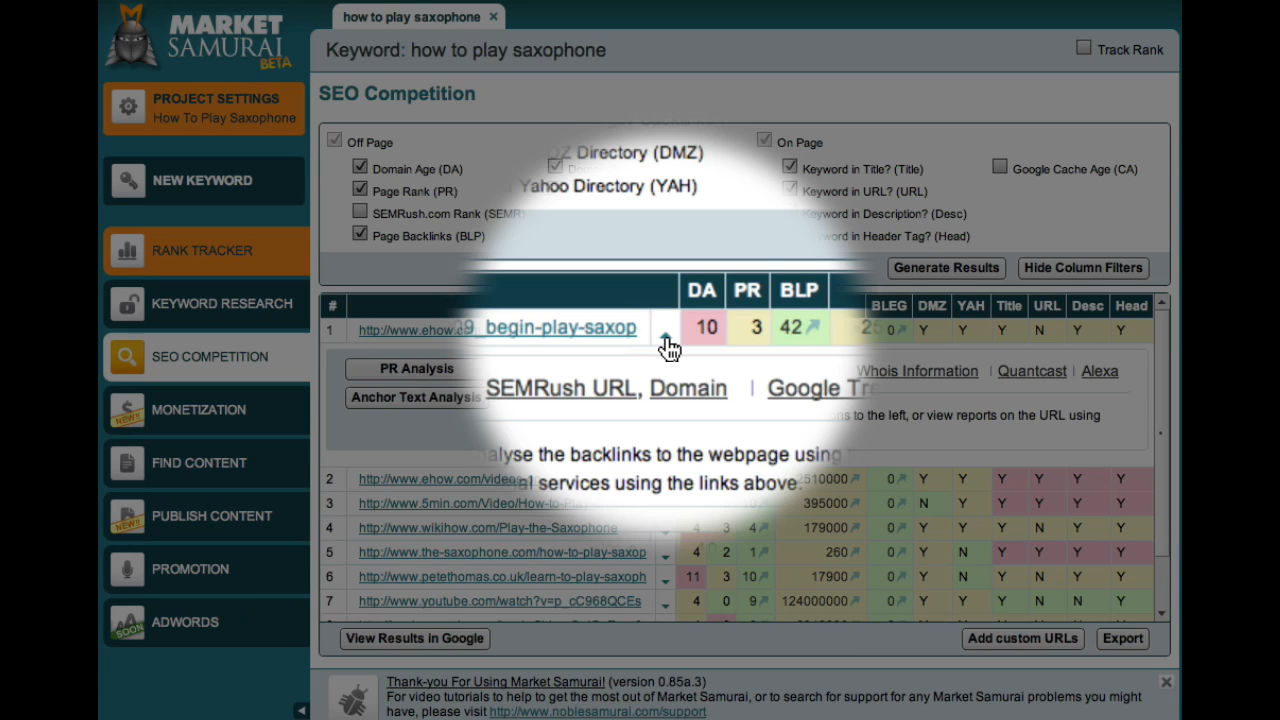 MARKET
SAMURAI
BETA
how to play saxophone
Keyword: how to play saxophone
Track Rank
PROJECT SETTINGS
How To Play Saxophone
NEW KEYWORD
RANK TRACKER
KEYWORD RESEARCH
SEO COMPETITION
MONETIZATION
NEW!
FIND CONTENT
PUBLISH CONTENT
NEW!
PROMOTION
ADWORDS
SOON
SEO Competition
Off Page
On Page
Domain Age (DA)
Directory (DMZ)
Keyword in Title? (Title)
Google Cache Age (CA)
Page Rank (PR)
Yahoo Directory (YAH)
Keyword in URL? (URL)
SEMRush.com Rank (SEMR)
Keyword in Description? (Desc)
Page Backlinks (BLP)
in Header Tag? (Head)
Generate Results
Hide Column Filters
# DA PR BLP BLEG DMZ YAH Title URL Desc Head
1 http://www.ehow _begin-play-saxop 10 3 42 0 Y Y Y N Y Y
PR Analysis
SEMRush URL, Domain | Google Whois Information | Quantcast | Alexa
Anchor Text Analysis
to the left, or view reports on the URL using
the backlinks to the webpage using
services using the links above.
2 http://www.ehow.com/video 2510000 0 Y Y Y Y Y Y
3 http://www.5min.com/Video/How-to-P 395000 0 N Y Y Y Y Y
4 http://www.wikihow.com/Play-the-Saxophone 4 3 4 179000 0 Y Y Y N Y Y
5 http://www.the-saxophone.com/how-to-play-saxop 4 2 1 260 0 Y N Y Y Y Y
6 http://www.petethomas.co.uk/learn-to-play-saxoph 11 3 10 17900 0 Y N Y N Y Y
7 http://www.youtube.com/watch?v=p_cC968QCEs 4 0 9 124000000 0 Y Y Y N N Y
View Results in Google
Add custom URLs
Export
Thank-you For Using Market Samurai! (version 0.85a.3)
For video tutorials to help to get the most out of Market Samurai, or to search for support for any Market Samurai problems you might
have, please visit http://www.noblesamurai.com/support